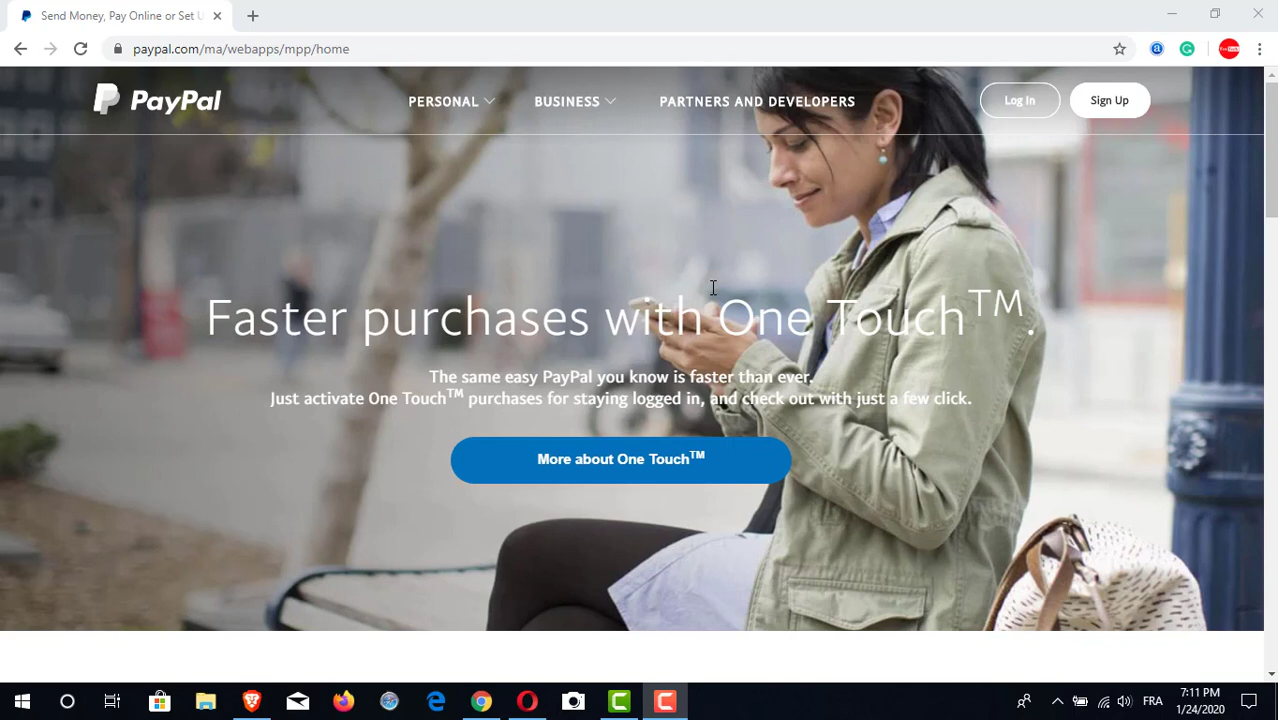 Send Money, Pay Online or Set U
paypal.com/ma/webapps/mpp/home
PayPal
PERSONAL
BUSINESS
PARTNERS AND DEVELOPERS
Log In
Sign Up
Faster purchases with One Touch™.
The same easy PayPal you know is faster than ever.
Just activate One Touch™ purchases for staying logged in, and check out with just a few click.
More about One Touch™
FRA
7:11 PM
1/24/2020